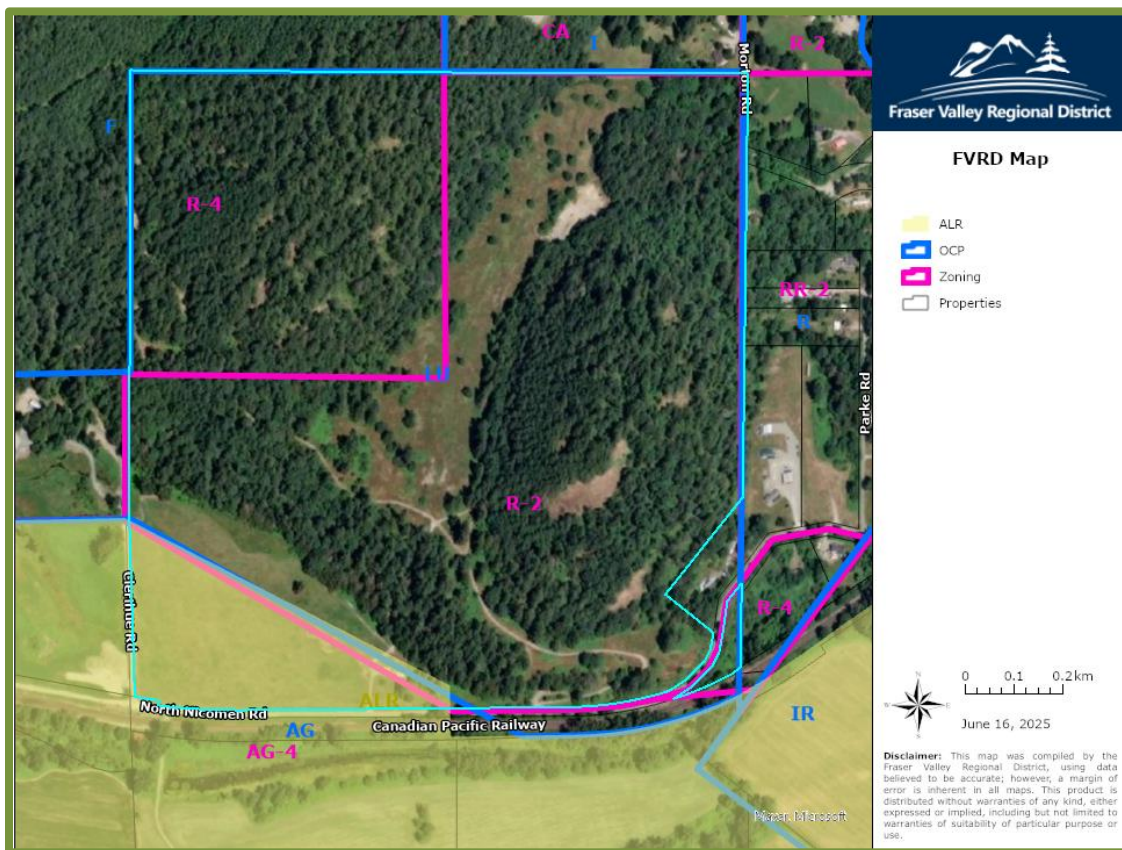 CA
I
R-2
Morton Rd
F
R-4
RR-2
R
Parke Rd
R-2
R-4
ALR
North Nicomen Rd
Canadian Pacific Railway
AG
AG-4
IR
Maxar, Microsoft
Fraser Valley Regional District
FVRD Map
ALR
OCP
Zoning
Properties
N
W
E
S
0 0.1 0.2 km
June 16, 2025
Disclaimer: This map was compiled by the
Fraser Valley Regional District, using data
believed to be accurate; however, a margin of
error is inherent in all maps. This product is
distributed without warranties of any kind, either
expressed or implied, including but not limited to
warranties of suitability of particular purpose or
use.